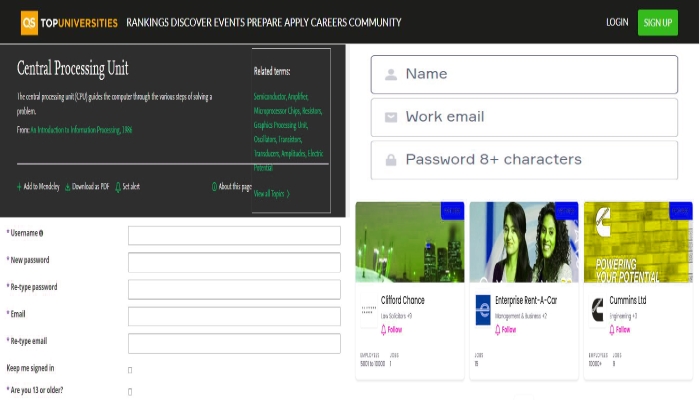 QS TOPUNIVERSITIES RANKINGS DISCOVER EVENTS PREPARE APPLY CAREERS COMMUNITY LOGIN SIGN UP
Central Processing Unit
The central processing unit (CPU) guides the computer through the various steps of solving a
problem.
From: An Introduction to Information Processing, 1986
+ Add to Mendeley Download as PDF Set alert About this page
Related terms:
Semiconductor, Amplifier,
Microprocessor Chips, Resistors,
Graphics Processing Unit,
Oscillators, Transistors,
Transducers, Amplitudes, Electric
Potential
View all Topics >
Name
Work email
Password 8+ characters
* Username
* New password
* Re-type password
* Email
* Re-type email
Keep me signed in
* Are you 13 or older?
Clifford Chance
Law Solicitors +9
Follow
EMPLOYEES JOBS
5001 to 10000 1
Enterprise Rent-A-Car
Management & Business +2
Follow
JOBS
15
Cummins
POWERING
YOUR POTENTIAL
Cummins Ltd
Engineering +3
Follow
EMPLOYEES JOBS
10000+